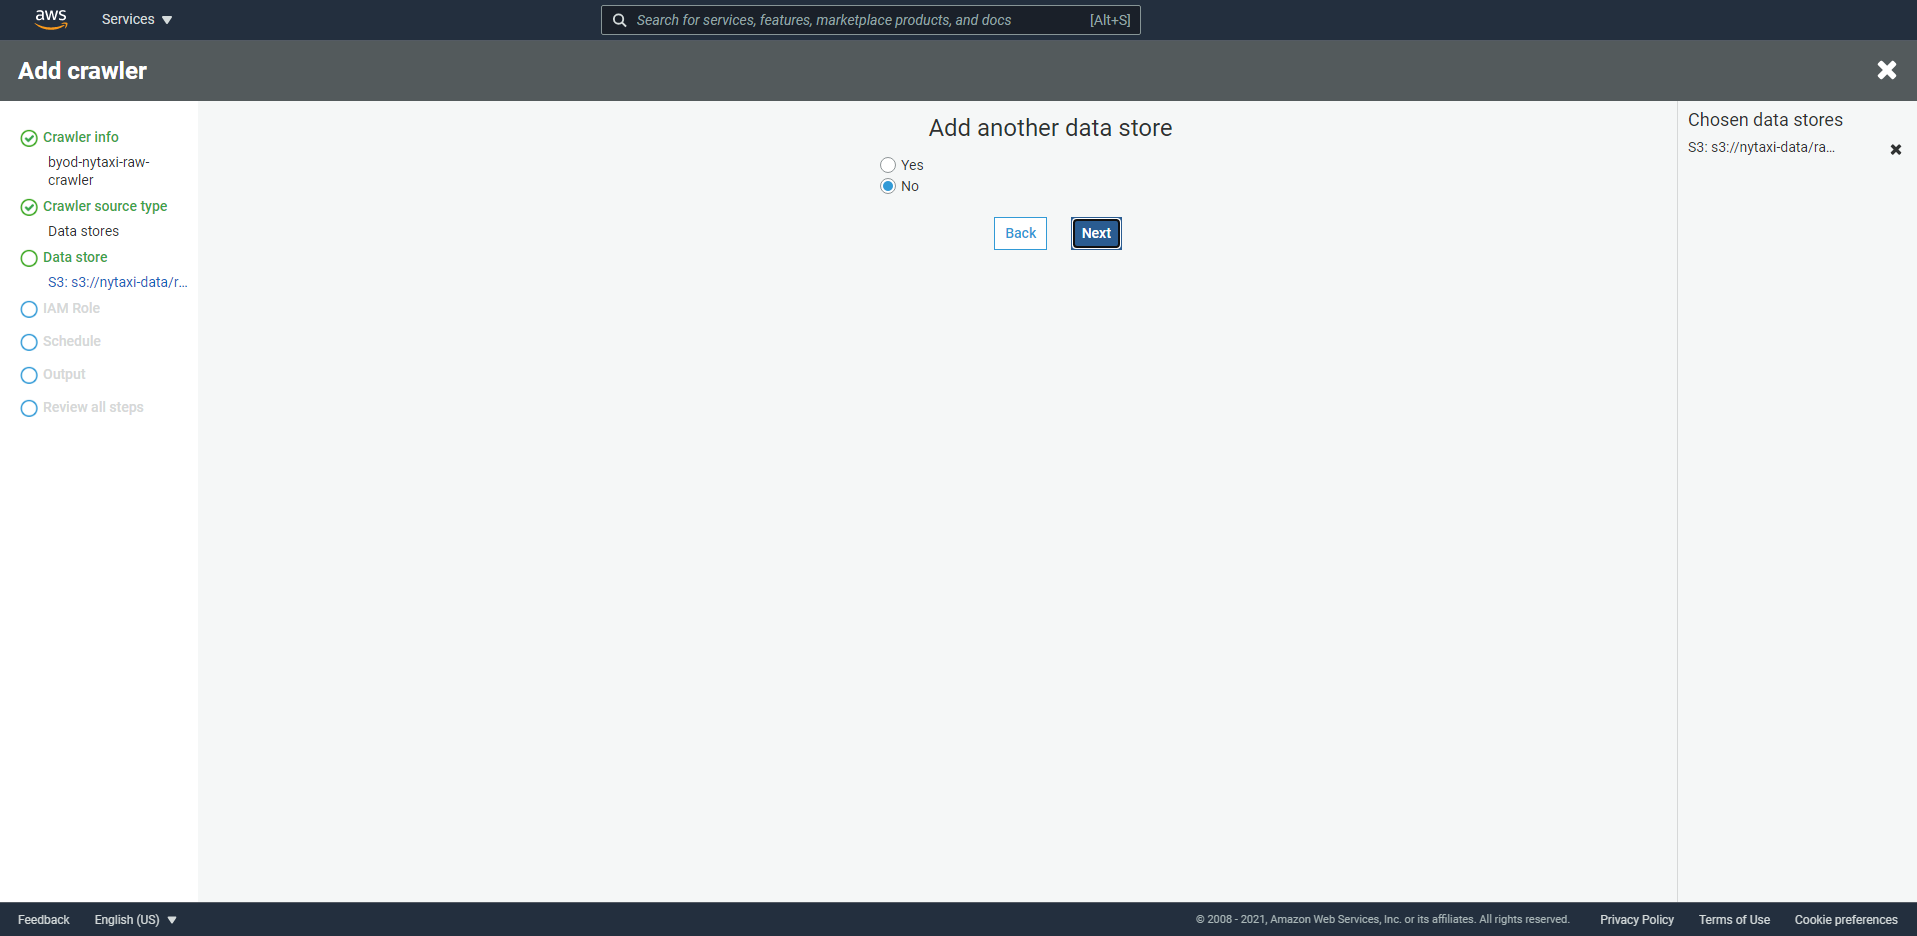 aws Services
Search for services, features, marketplace products, and docs [Alt+S]
Add crawler
Crawler info
byod-nytaxi-raw-
crawler
Crawler source type
Data stores
Data store
S3: s3://nytaxi-data/r...
IAM Role
Schedule
Output
Review all steps
Add another data store
Yes
No
Back Next
Chosen data stores
S3: s3://nytaxi-data/ra...
Feedback English (US) © 2008 - 2021, Amazon Web Services, Inc. or its affiliates. All rights reserved. Privacy Policy Terms of Use Cookie preferences